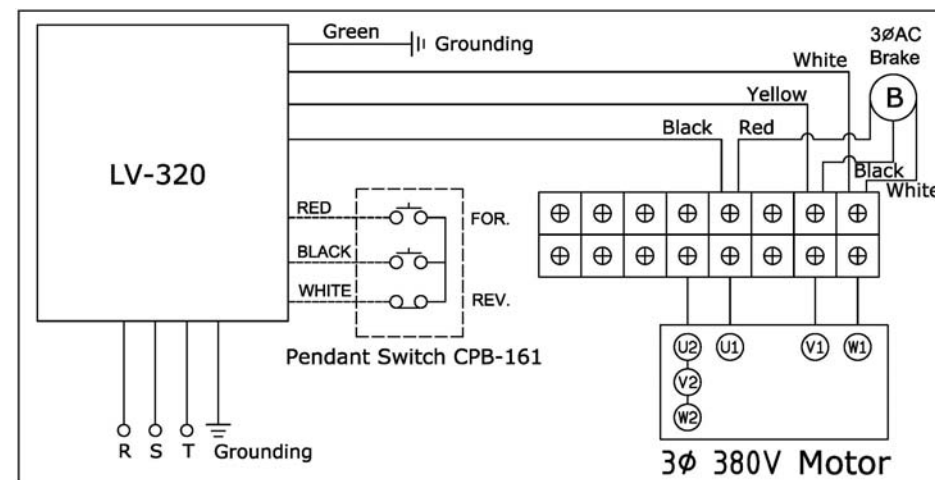 Green
Grounding
3øAC
Brake
White
B
Yellow
Black Red
LV-320
Black
White
RED
FOR.
BLACK
WHITE
REV.
Pendant Switch CPB-161
U2 U1 V1 W1
V2
W2
R S T Grounding
3ø 380V Motor